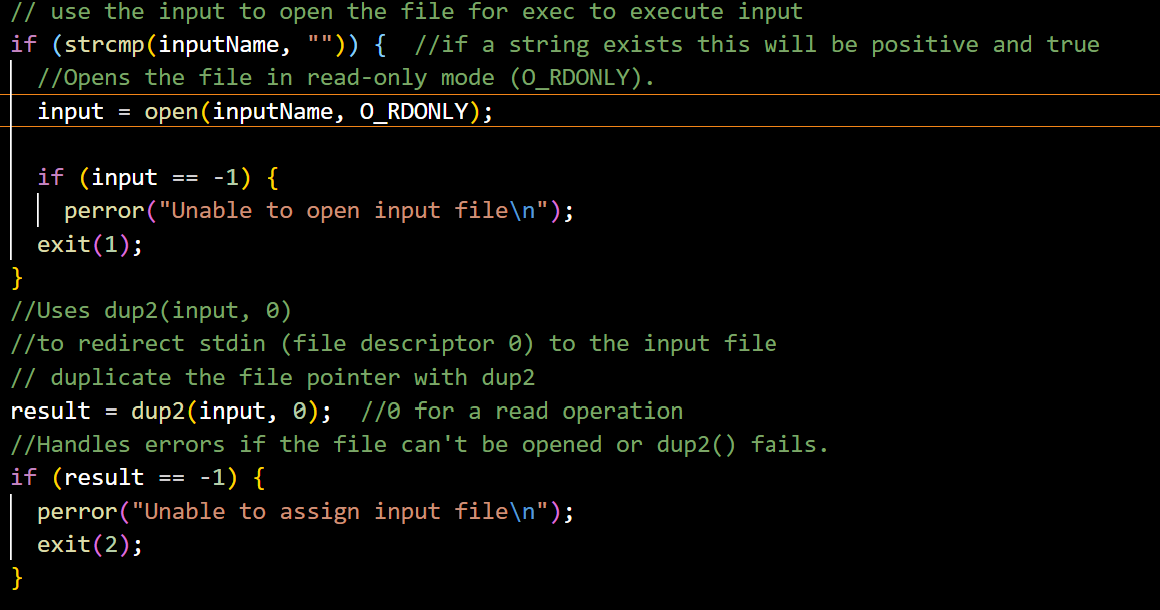 // use the input to open the file for exec to execute input
if (strcmp(inputName, "")) {  //if a string exists this will be positive and true
  //Opens the file in read-only mode (O_RDONLY).
  input = open(inputName, O_RDONLY);

  if (input == -1) {
    perror("Unable to open input file\n");
  exit(1);
}
//Uses dup2(input, 0)
//to redirect stdin (file descriptor 0) to the input file
// duplicate the file pointer with dup2
result = dup2(input, 0);  //0 for a read operation
//Handles errors if the file can't be opened or dup2() fails.
if (result == -1) {
  perror("Unable to assign input file\n");
  exit(2);
}